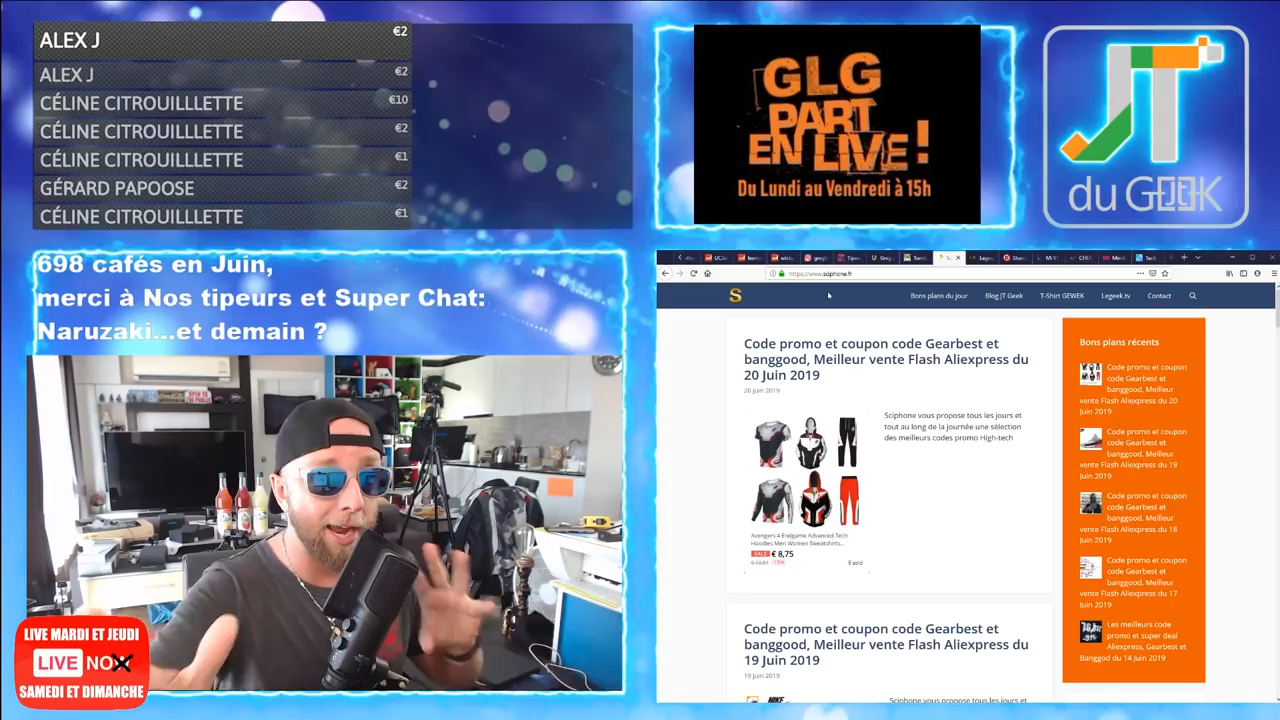 ALEX J €2
ALEX J €2
CÉLINE CITROUILLLETTE €10
CÉLINE CITROUILLLETTE €2
CÉLINE CITROUILLLETTE €1
GÉRARD PAPOOSE €2
CÉLINE CITROUILLLETTE €1
GLG
PART
EN LIVE !
Du Lundi au Vendredi à 15h
JT
du GEEK
698 cafés en Juin,
merci à Nos tipeurs et Super Chat:
Naruzaki...et demain ?
LIVE MARDI ET JEUDI
LIVE NOX
SAMEDI ET DIMANCHE
https://www.sciphone.fr
S
Bons plans du jour
Blog JT Geek
T-Shirt GEWEK
Legeek.tv
Contact
Code promo et coupon code Gearbest et
banggood, Meilleur vente Flash Aliexpress du
20 Juin 2019
20 juin 2019
Sciphone vous propose tous les jours et
tout au long de la journée une sélection
des meilleurs codes promo High-tech
Avengers 4 Endgame Advanced Tech
Hoodies Men Women Sweatshirts...
SALE € 8,75
-15%
9 sold
Code promo et coupon code Gearbest et
banggood, Meilleur vente Flash Aliexpress du
19 Juin 2019
19 juin 2019
NIKE
Sciphone vous propose tous les jours et
Bons plans récents
Code promo et coupon
code Gearbest et
banggood, Meilleur
vente Flash Aliexpress du 20
Juin 2019
Code promo et coupon
code Gearbest et
banggood, Meilleur
vente Flash Aliexpress du 19
Juin 2019
Code promo et coupon
code Gearbest et
banggood, Meilleur
vente Flash Aliexpress du 18
Juin 2019
Code promo et coupon
code Gearbest et
banggood, Meilleur
vente Flash Aliexpress du 17
Juin 2019
Les meilleurs code
promo et super deal
Aliexpress, Gearbest et
Banggod du 14 Juin 2019